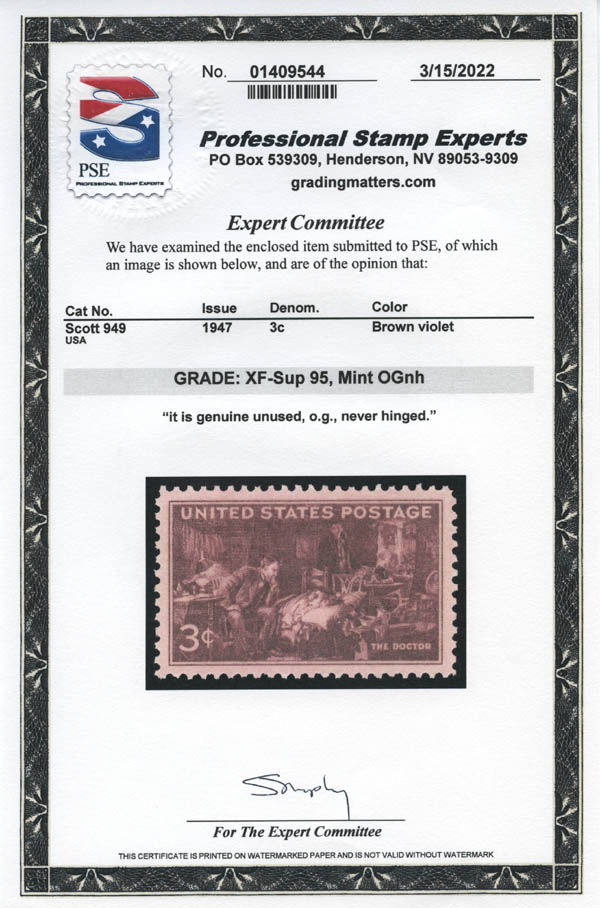 No. 01409544 3/15/2022
PSE
PROFESSIONAL STAMP EXPERTS
Professional Stamp Experts
PO Box 539309, Henderson, NV 89053-9309
gradingmatters.com
Expert Committee
We have examined the enclosed item submitted to PSE, of which
an image is shown below, and are of the opinion that:
Cat No. Issue Denom. Color
Scott 949 1947 3c Brown violet
USA
GRADE: XF-Sup 95, Mint OGnh
“it is genuine unused, o.g., never hinged.”
UNITED STATES POSTAGE
3¢
THE DOCTOR
For The Expert Committee
THIS CERTIFICATE IS PRINTED ON WATERMARKED PAPER AND IS NOT VALID WITHOUT WATERMARK